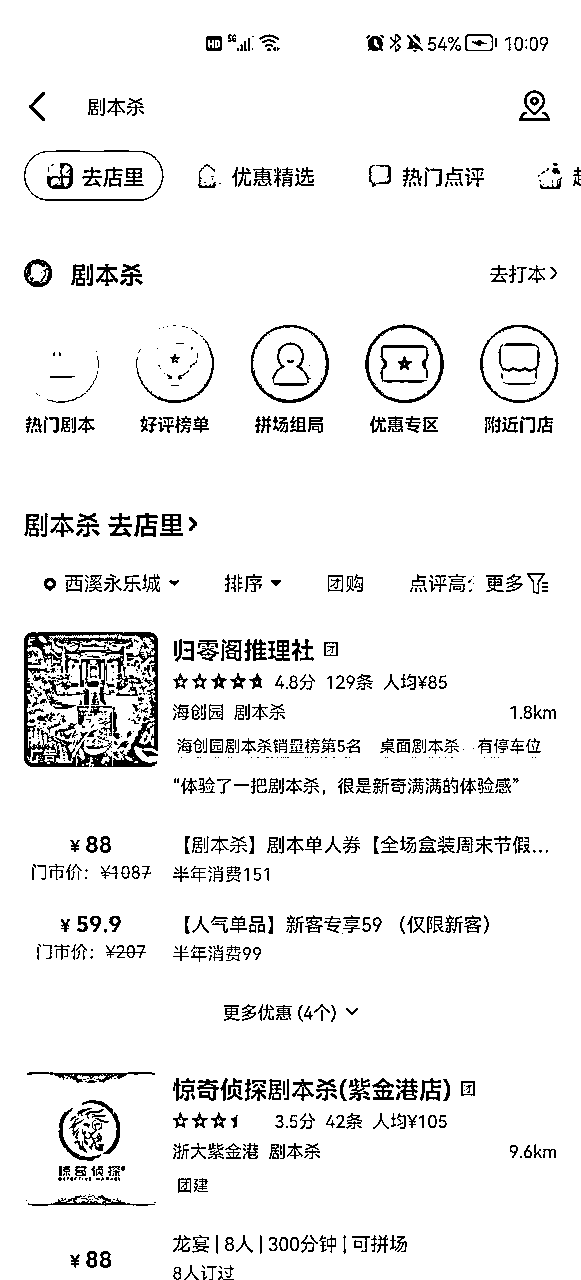 HD 5G 54% 10:09
剧本杀
去店里 优惠精选 热门点评
剧本杀 去打本>
热门剧本 好评榜单 拼场组局 优惠专区 附近门店
剧本杀 去店里>
西溪永乐城 排序 团购 点评高 更多
归零阁推理社 团
4.8分 129条 人均¥85
海创园 剧本杀 1.8km
海创园剧本杀销量榜第5名 桌面剧本杀 有停车位
“体验了一把剧本杀，很是新奇满满的体验感”
¥88 【剧本杀】剧本单人券【全场盒装周末节假...
门市价：¥1087 半年消费151
¥59.9 【人气单品】新客专享59 （仅限新客）
门市价：¥207 半年消费99
更多优惠 (4个)
惊奇侦探剧本杀(紫金港店) 团
3.5分 42条 人均¥105
浙大紫金港 剧本杀 9.6km
惊奇侦探
团建
¥88 龙宴 | 8人 | 300分钟 | 可拼场
8人订过